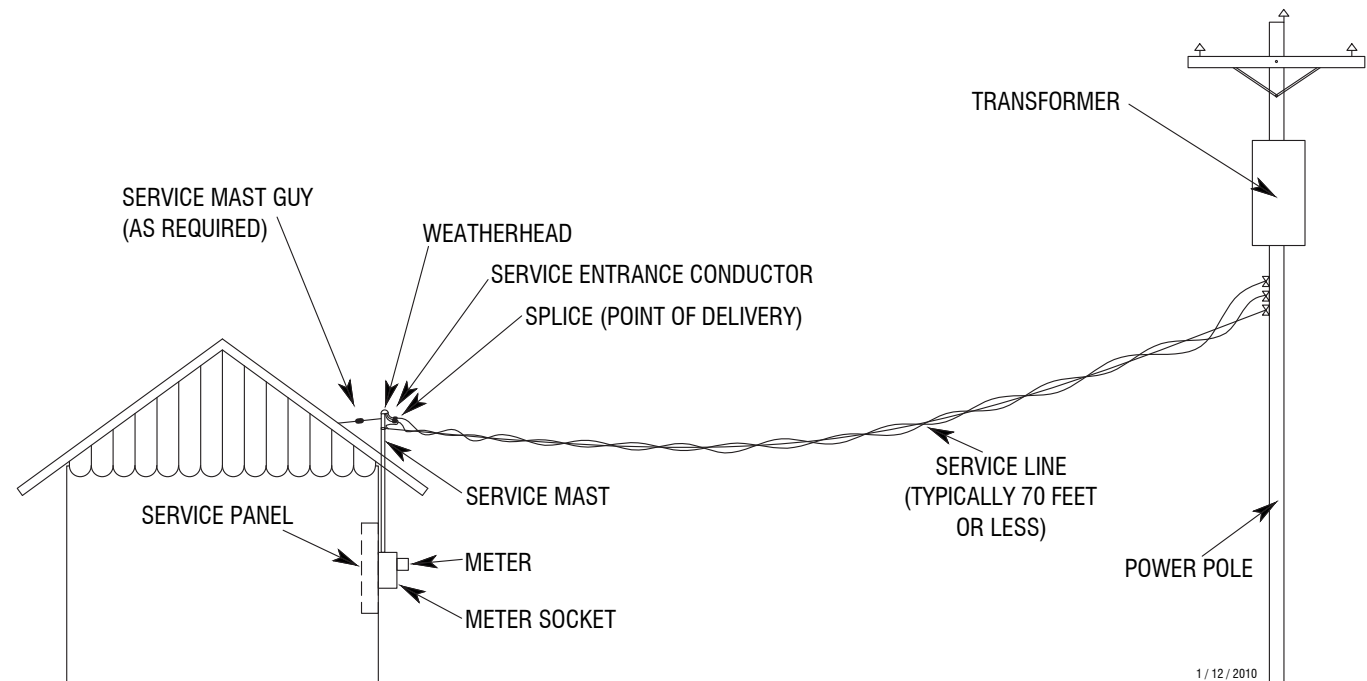 TRANSFORMER
SERVICE MAST GUY
(AS REQUIRED)
WEATHERHEAD
SERVICE ENTRANCE CONDUCTOR
SPLICE (POINT OF DELIVERY)
SERVICE LINE
(TYPICALLY 70 FEET
OR LESS)
SERVICE MAST
SERVICE PANEL
METER
POWER POLE
METER SOCKET
1 / 12 / 2010